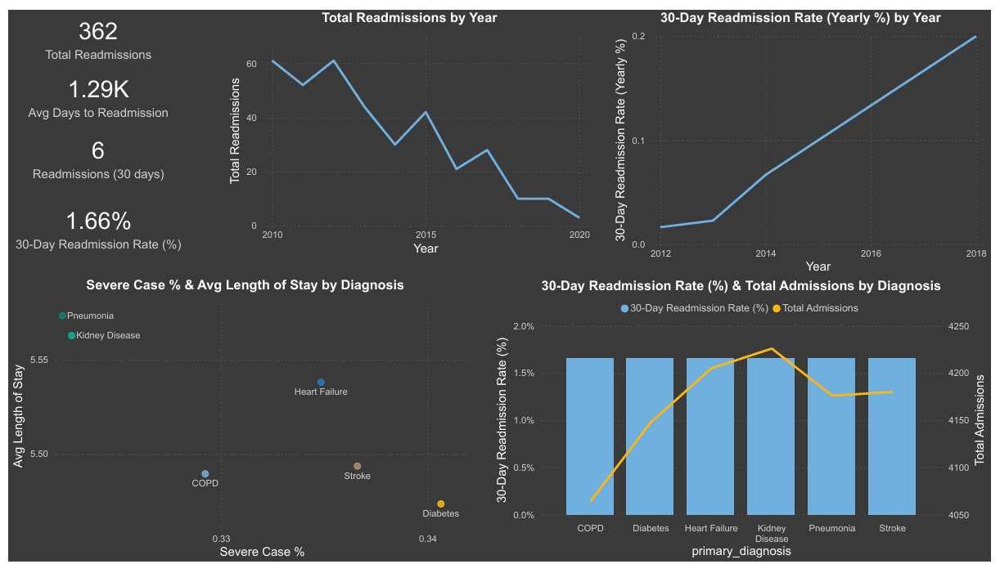 362
Total Readmissions
1.29K
Avg Days to Readmission
6
Readmissions (30 days)
1.66%
30-Day Readmission Rate (%)
Total Readmissions by Year
Total Readmissions
60
40
20
0
2010
2015
2020
Year
30-Day Readmission Rate (Yearly %) by Year
30-Day Readmission Rate (Yearly %)
0.2
0.1
0.0
2012
2014
2016
2018
Year
Severe Case % & Avg Length of Stay by Diagnosis
Avg Length of Stay
Pneumonia
Kidney Disease
5.55
Heart Failure
5.50
Stroke
COPD
Diabetes
0.33
0.34
Severe Case %
30-Day Readmission Rate (%) & Total Admissions by Diagnosis
30-Day Readmission Rate (%)
Total Admissions
30-Day Readmission Rate (%)
2.0%
1.5%
1.0%
0.5%
0.0%
4250
4200
4150
4100
4050
Total Admissions
COPD
Diabetes
Heart Failure
Kidney
Disease
Pneumonia
Stroke
primary_diagnosis